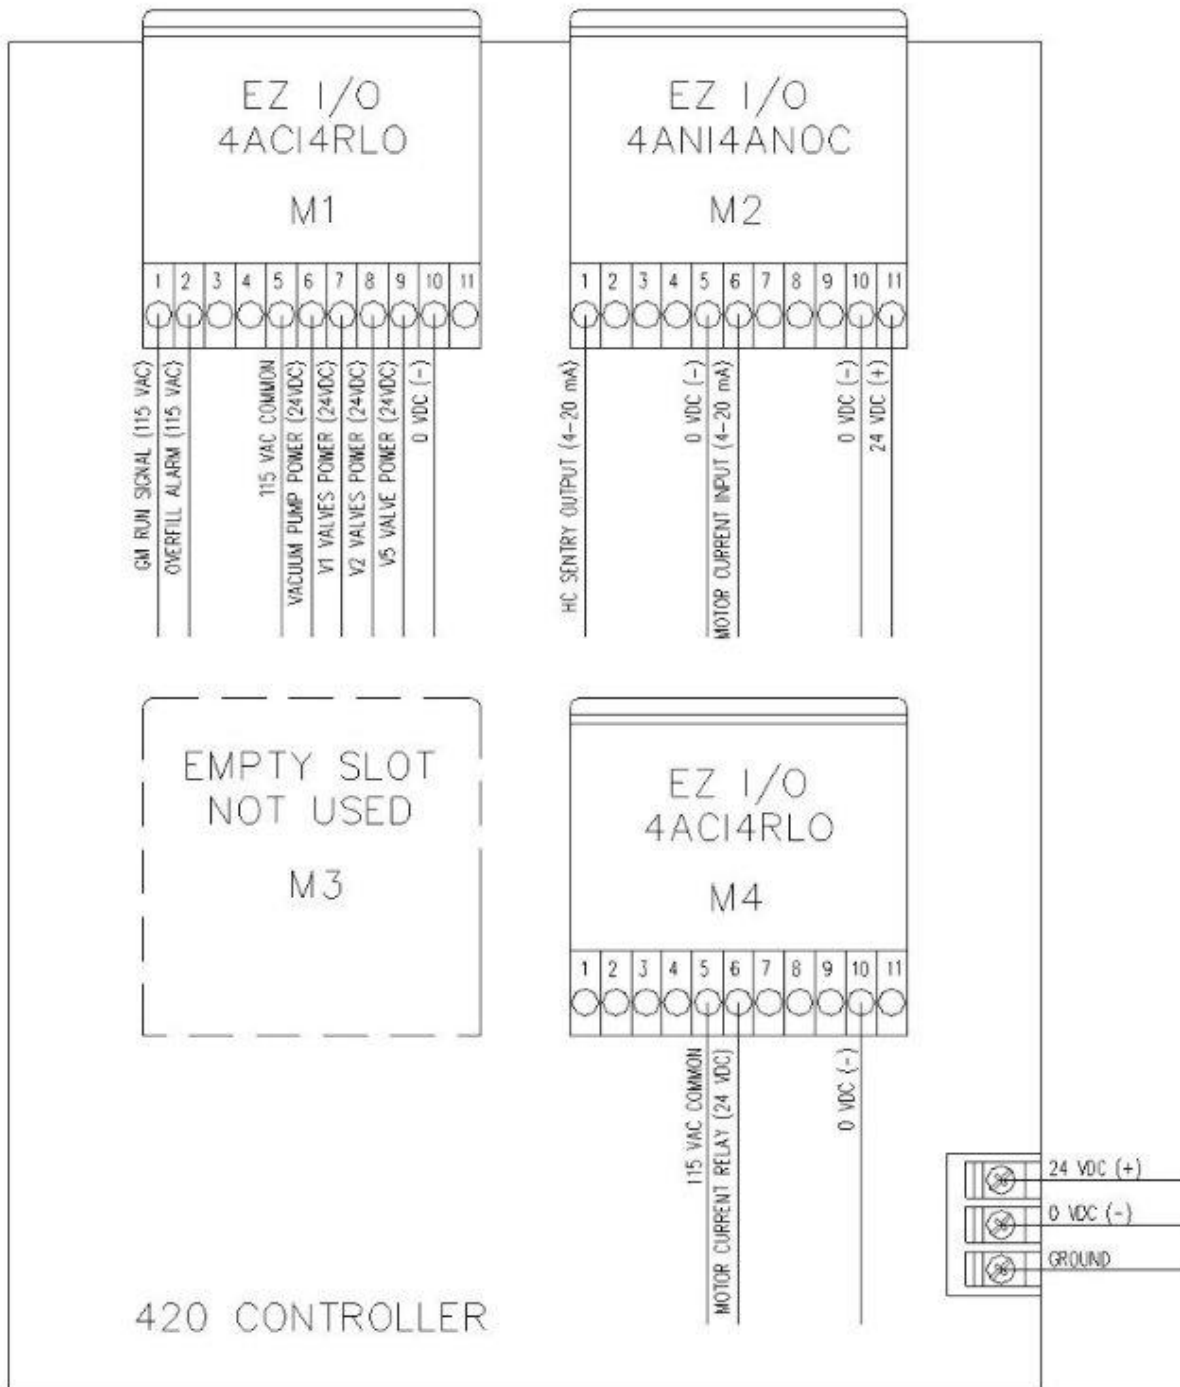 EZ I/O
4ACI4RLO
M1
1 2 3 4 5 6 7 8 9 10 11
GM RUN SIGNAL (115 VAC)
OVERFILL ALARM (115 VAC)
115 VAC COMMON
VACUUM PUMP POWER (24VDC)
V1 VALVES POWER (24VDC)
V2 VALVES POWER (24VDC)
V5 VALVE POWER (24VDC)
0 VDC (-)
EZ I/O
4ANI4ANOC
M2
1 2 3 4 5 6 7 8 9 10 11
HC SENTRY OUTPUT (4-20 mA)
0 VDC (-)
MOTOR CURRENT INPUT (4-20 mA)
0 VDC (-)
24 VDC (+)
EMPTY SLOT
NOT USED
M3
EZ I/O
4ACI4RLO
M4
1 2 3 4 5 6 7 8 9 10 11
115 VAC COMMON
MOTOR CURRENT RELAY (24 VDC)
0 VDC (-)
24 VDC (+)
0 VDC (-)
GROUND
420 CONTROLLER